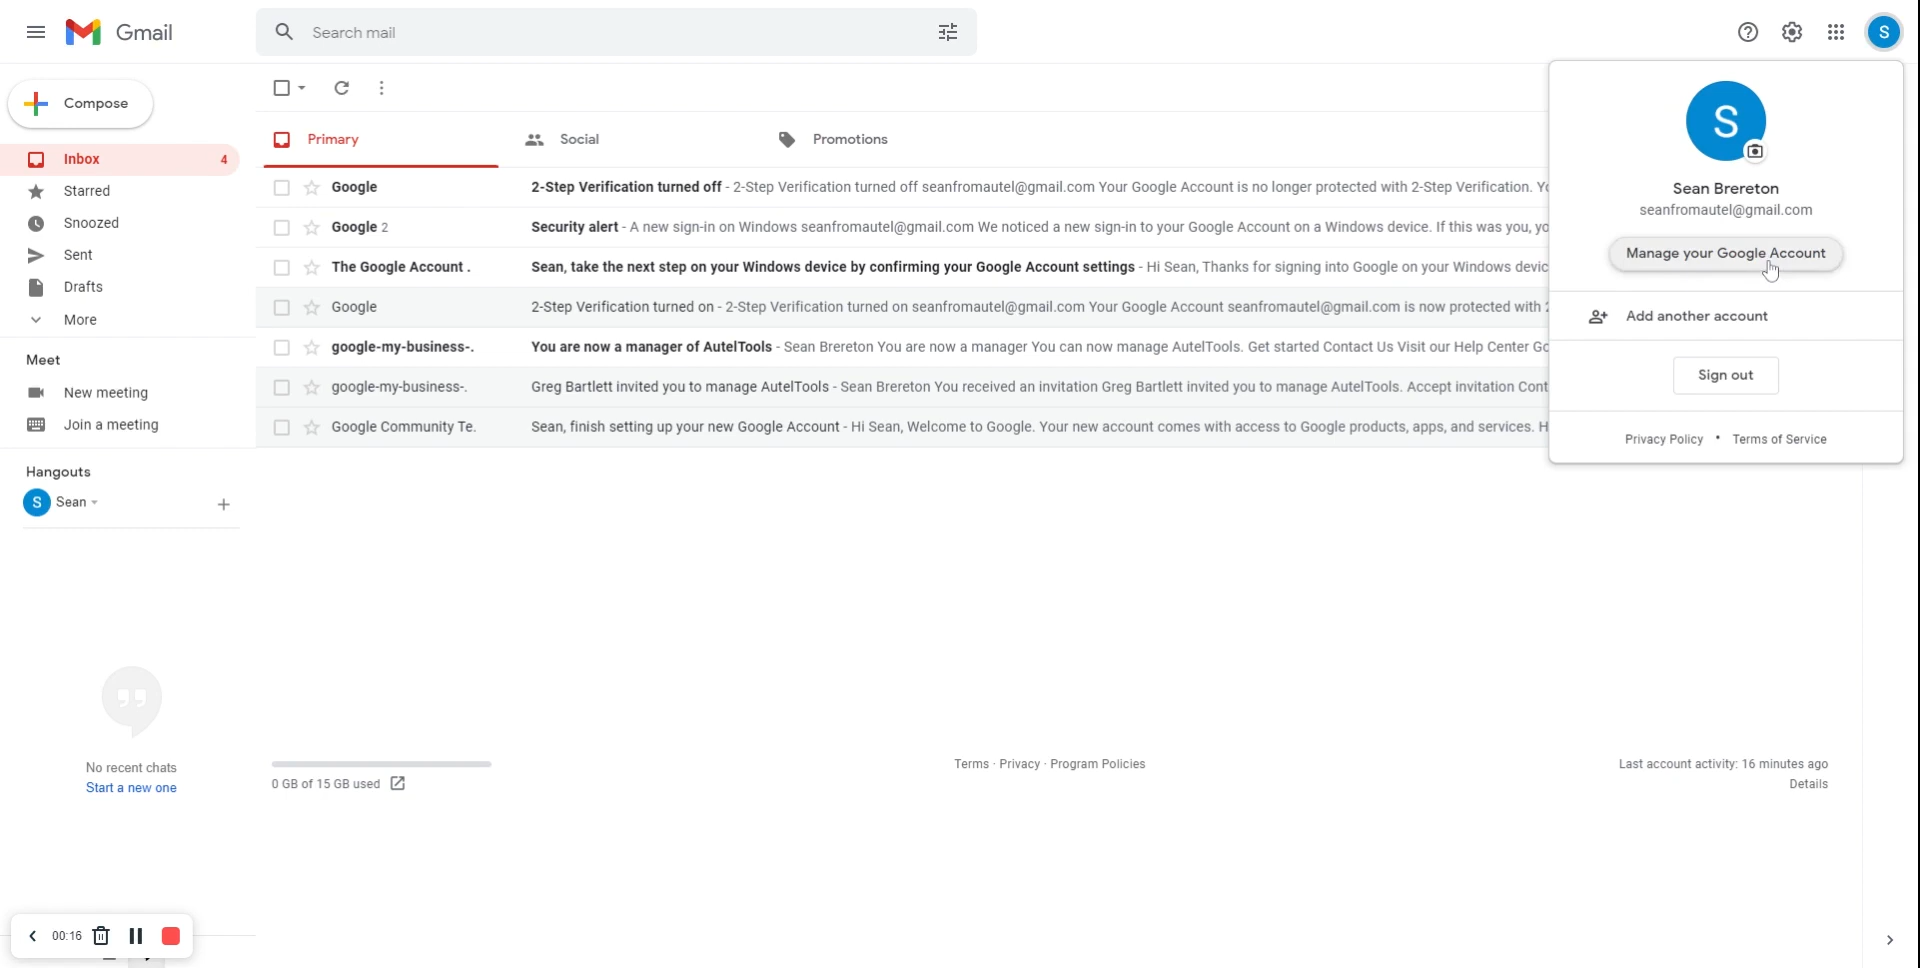 Gmail
Search mail
S
Compose
Inbox 4
Starred
Snoozed
Sent
Drafts
More
Meet
New meeting
Join a meeting
Hangouts
S Sean
No recent chats
Start a new one
00:16
Primary Social Promotions
Google 2-Step Verification turned off - 2-Step Verification turned off seanfromautel@gmail.com Your Google Account is no longer protected with 2-Step Verification.
Google 2 Security alert - A new sign-in on Windows seanfromautel@gmail.com We noticed a new sign-in to your Google Account on a Windows device. If this was you,
The Google Account . Sean, take the next step on your Windows device by confirming your Google Account settings - Hi Sean, Thanks for signing into Google on your Windows
Google 2-Step Verification turned on - 2-Step Verification turned on seanfromautel@gmail.com Your Google Account seanfromautel@gmail.com is now protected with
google-my-business-. You are now a manager of AutelTools - Sean Brereton You are now a manager You can now manage AutelTools. Get started Contact Us Visit our Help Center
google-my-business-. Greg Bartlett invited you to manage AutelTools - Sean Brereton You received an invitation Greg Bartlett invited you to manage AutelTools. Accept invitation
Google Community Te. Sean, finish setting up your new Google Account - Hi Sean, Welcome to Google. Your new account comes with access to Google products, apps, and services.
S
Sean Brereton
seanfromautel@gmail.com
Manage your Google Account
Add another account
Sign out
Privacy Policy • Terms of Service
0 GB of 15 GB used
Terms · Privacy · Program Policies
Last account activity: 16 minutes ago
Details